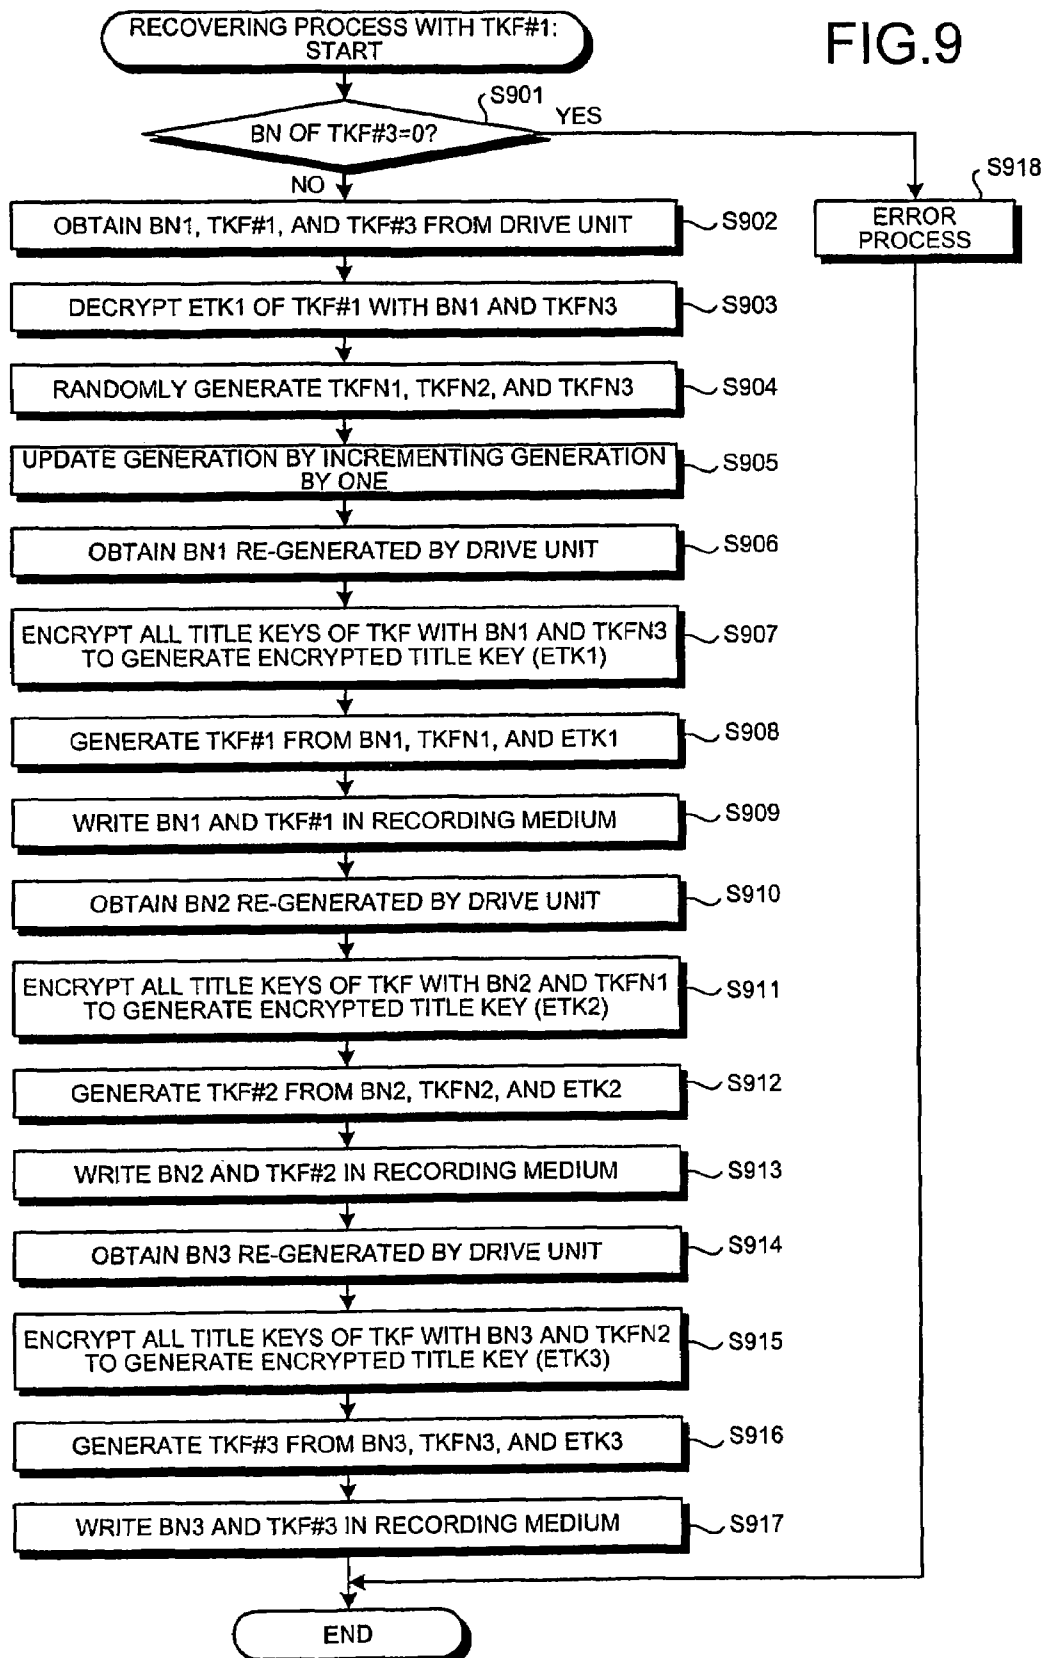 RECOVERING PROCESS WITH TKF#1:
START
FIG.9
S901
BN OF TKF#3=0?
YES
NO
S918
ERROR
PROCESS
OBTAIN BN1, TKF#1, AND TKF#3 FROM DRIVE UNIT
S902
DECRYPT ETK1 OF TKF#1 WITH BN1 AND TKFN3
S903
RANDOMLY GENERATE TKFN1, TKFN2, AND TKFN3
S904
UPDATE GENERATION BY INCREMENTING GENERATION
BY ONE
S905
OBTAIN BN1 RE-GENERATED BY DRIVE UNIT
S906
ENCRYPT ALL TITLE KEYS OF TKF WITH BN1 AND TKFN3
TO GENERATE ENCRYPTED TITLE KEY (ETK1)
S907
GENERATE TKF#1 FROM BN1, TKFN1, AND ETK1
S908
WRITE BN1 AND TKF#1 IN RECORDING MEDIUM
S909
OBTAIN BN2 RE-GENERATED BY DRIVE UNIT
S910
ENCRYPT ALL TITLE KEYS OF TKF WITH BN2 AND TKFN1
TO GENERATE ENCRYPTED TITLE KEY (ETK2)
S911
GENERATE TKF#2 FROM BN2, TKFN2, AND ETK2
S912
WRITE BN2 AND TKF#2 IN RECORDING MEDIUM
S913
OBTAIN BN3 RE-GENERATED BY DRIVE UNIT
S914
ENCRYPT ALL TITLE KEYS OF TKF WITH BN3 AND TKFN2
TO GENERATE ENCRYPTED TITLE KEY (ETK3)
S915
GENERATE TKF#3 FROM BN3, TKFN3, AND ETK3
S916
WRITE BN3 AND TKF#3 IN RECORDING MEDIUM
S917
END